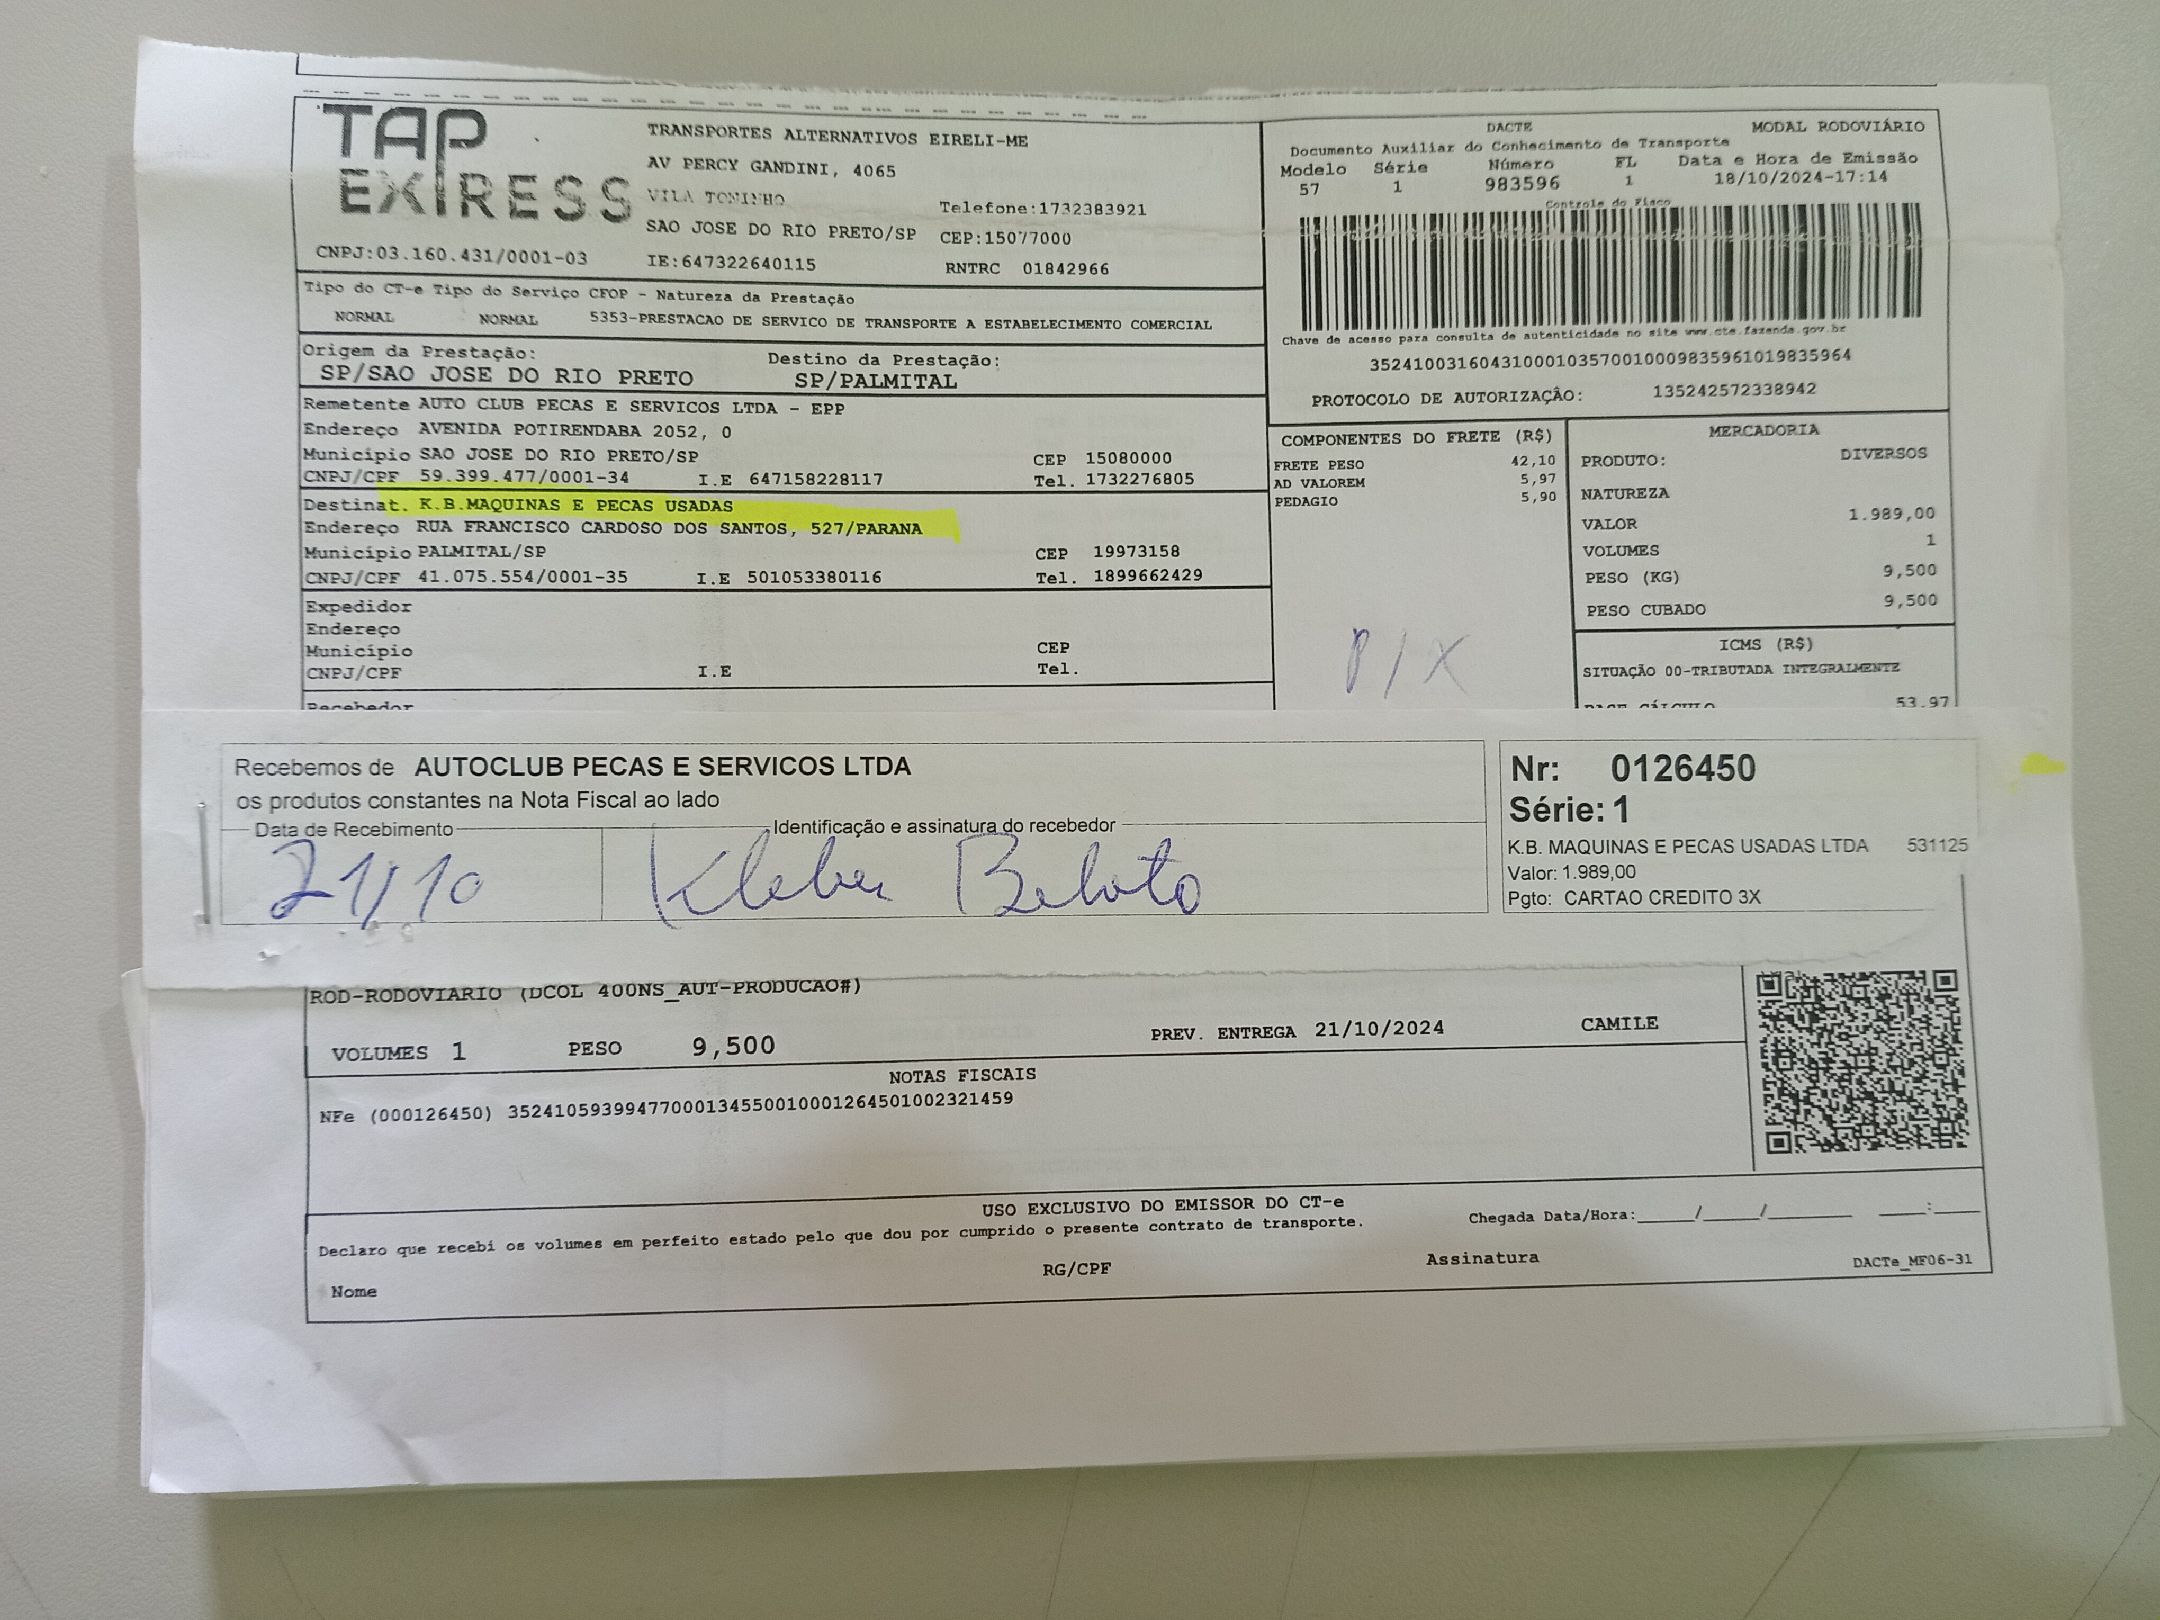 TAP
EXPRESS
TRANSPORTES ALTERNATIVOS EIRELI-ME
AV PERCY GANDINI, 4065
VILA TONINHO
Telefone:1732383921
SAO JOSE DO RIO PRETO/SP CEP:15077000
CNPJ:03.160.431/0001-03 IE:647322640115 RNTRC 01842966
DACTE MODAL RODOVIÁRIO
Documento Auxiliar do Conhecimento de Transporte
Modelo Série Número FL Data e Hora de Emissão
57 1 983596 1 18/10/2024-17:14
Controle do Fisco
Chave de acesso para consulta de autenticidade no site www.cte.fazenda.gov.br
35241003160431000103570010009835961019835964
PROTOCOLO DE AUTORIZAÇÂO: 135242572338942
Tipo do CT-e Tipo do Serviço CFOP - Natureza da Prestação
NORMAL NORMAL 5353-PRESTACAO DE SERVICO DE TRANSPORTE A ESTABELECIMENTO COMERCIAL
Origem da Prestação: Destino da Prestação:
SP/SAO JOSE DO RIO PRETO SP/PALMITAL
Remetente AUTO CLUB PECAS E SERVICOS LTDA - EPP
Endereço AVENIDA POTIRENDABA 2052, 0
Município SAO JOSE DO RIO PRETO/SP CEP 15080000
CNPJ/CPF 59.399.477/0001-34 I.E 647158228117 Tel. 1732276805
Destinat. K.B.MAQUINAS E PECAS USADAS
Endereço RUA FRANCISCO CARDOSO DOS SANTOS, 527/PARANA
Município PALMITAL/SP CEP 19973158
CNPJ/CPF 41.075.554/0001-35 I.E 501053380116 Tel. 1899662429
Expedidor
Endereço
Município CEP
CNPJ/CPF I.E Tel.
Recebedor
COMPONENTES DO FRETE (R$)
FRETE PESO 42,10
AD VALOREM 5,97
PEDAGIO 5,90
PIX
MERCADORIA
PRODUTO: DIVERSOS
NATUREZA
VALOR 1.989,00
VOLUMES 1
PESO (KG) 9,500
PESO CUBADO 9,500
ICMS (R$)
SITUAÇÃO 00-TRIBUTADA INTEGRALMENTE
BASE CÁLCULO 53,97
Recebemos de AUTOCLUB PECAS E SERVICOS LTDA
os produtos constantes na Nota Fiscal ao lado
Data de Recebimento Identificação e assinatura do recebedor
21/10 Kleber Beloto
Nr: 0126450
Série: 1
K.B. MAQUINAS E PECAS USADAS LTDA 531125
Valor: 1.989,00
Pgto: CARTAO CREDITO 3X
ROD-RODOVIARIO (DCOL 400NS_AUT-PRODUCAO#)
VOLUMES 1 PESO 9,500 PREV. ENTREGA 21/10/2024 CAMILE
NOTAS FISCAIS
NFe (000126450) 35241059399477000134550010001264501002321459
USO EXCLUSIVO DO EMISSOR DO CT-e
Declaro que recebi os volumes em perfeito estado pelo que dou por cumprido o presente contrato de transporte.
Chegada Data/Hora:_____/_____/_______ ____:____
Nome RG/CPF Assinatura DACTe_MF06-31